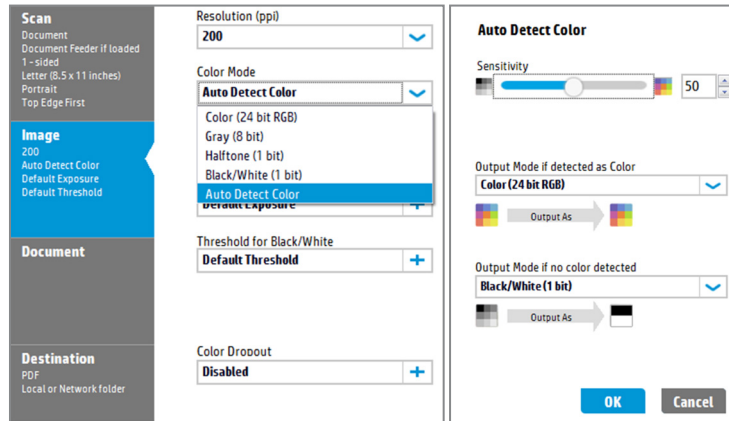 Scan
Document
Document Feeder if loaded
1 - sided
Letter (8.5 x 11 inches)
Portrait
Top Edge First
Image
200
Auto Detect Color
Default Exposure
Default Threshold
Document
Destination
PDF
Local or Network folder
Resolution (ppi)
200
Color Mode
Auto Detect Color
Color (24 bit RGB)
Gray (8 bit)
Halftone (1 bit)
Black/White (1 bit)
Auto Detect Color
Default Exposure
Threshold for Black/White
Default Threshold
Color Dropout
Disabled
Auto Detect Color
Sensitivity
50
Output Mode if detected as Color
Color (24 bit RGB)
Output As
Output Mode if no color detected
Black/White (1 bit)
Output As
OK
Cancel